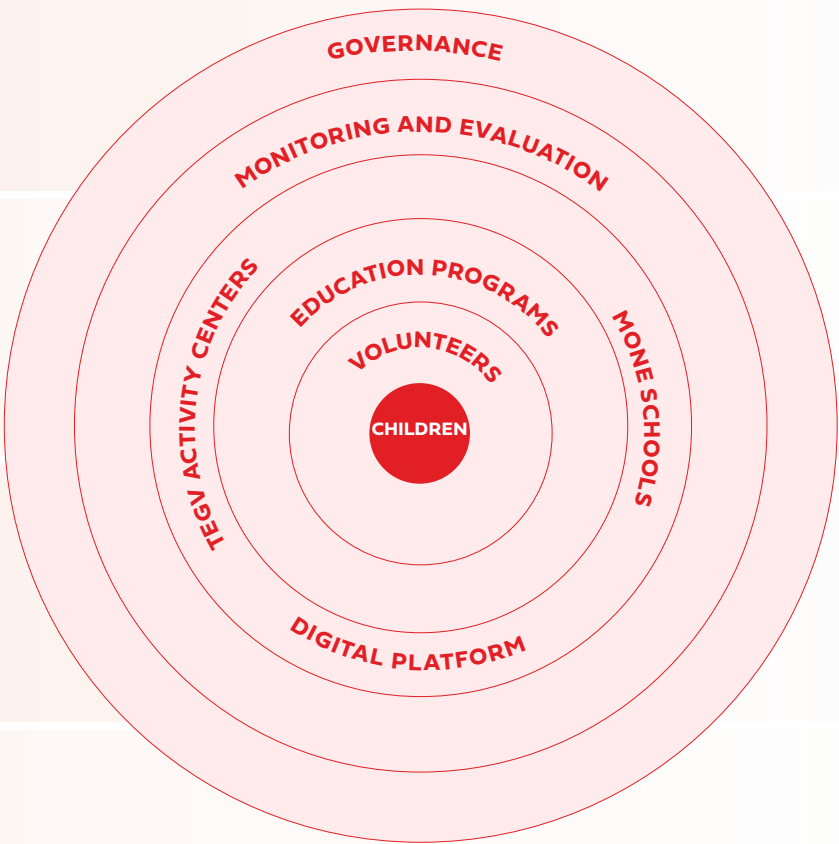 GOVERNANCE
MONITORING AND EVALUATION
TEGV ACTIVITY CENTERS
EDUCATION PROGRAMS
MONE SCHOOLS
VOLUNTEERS
CHILDREN
DIGITAL PLATFORM